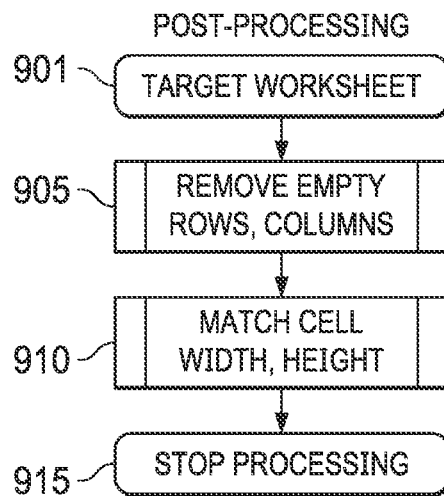 POST-PROCESSING
901
TARGET WORKSHEET
905
REMOVE EMPTY
ROWS, COLUMNS
910
MATCH CELL
WIDTH, HEIGHT
915
STOP PROCESSING